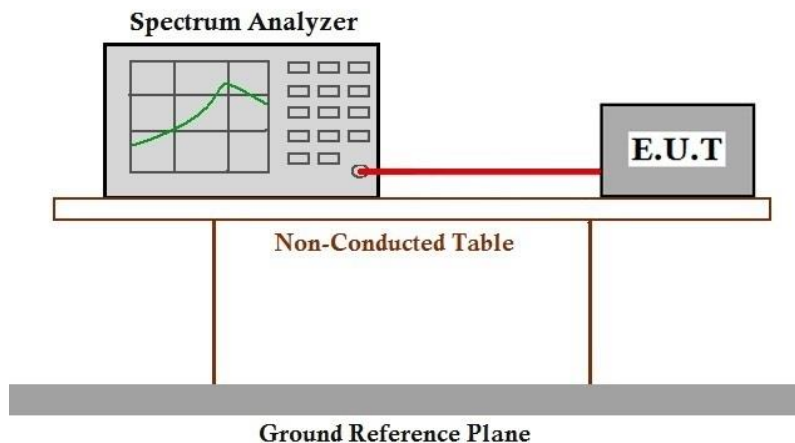 Spectrum Analyzer
E.U.T
Non-Conducted Table
Ground Reference Plane